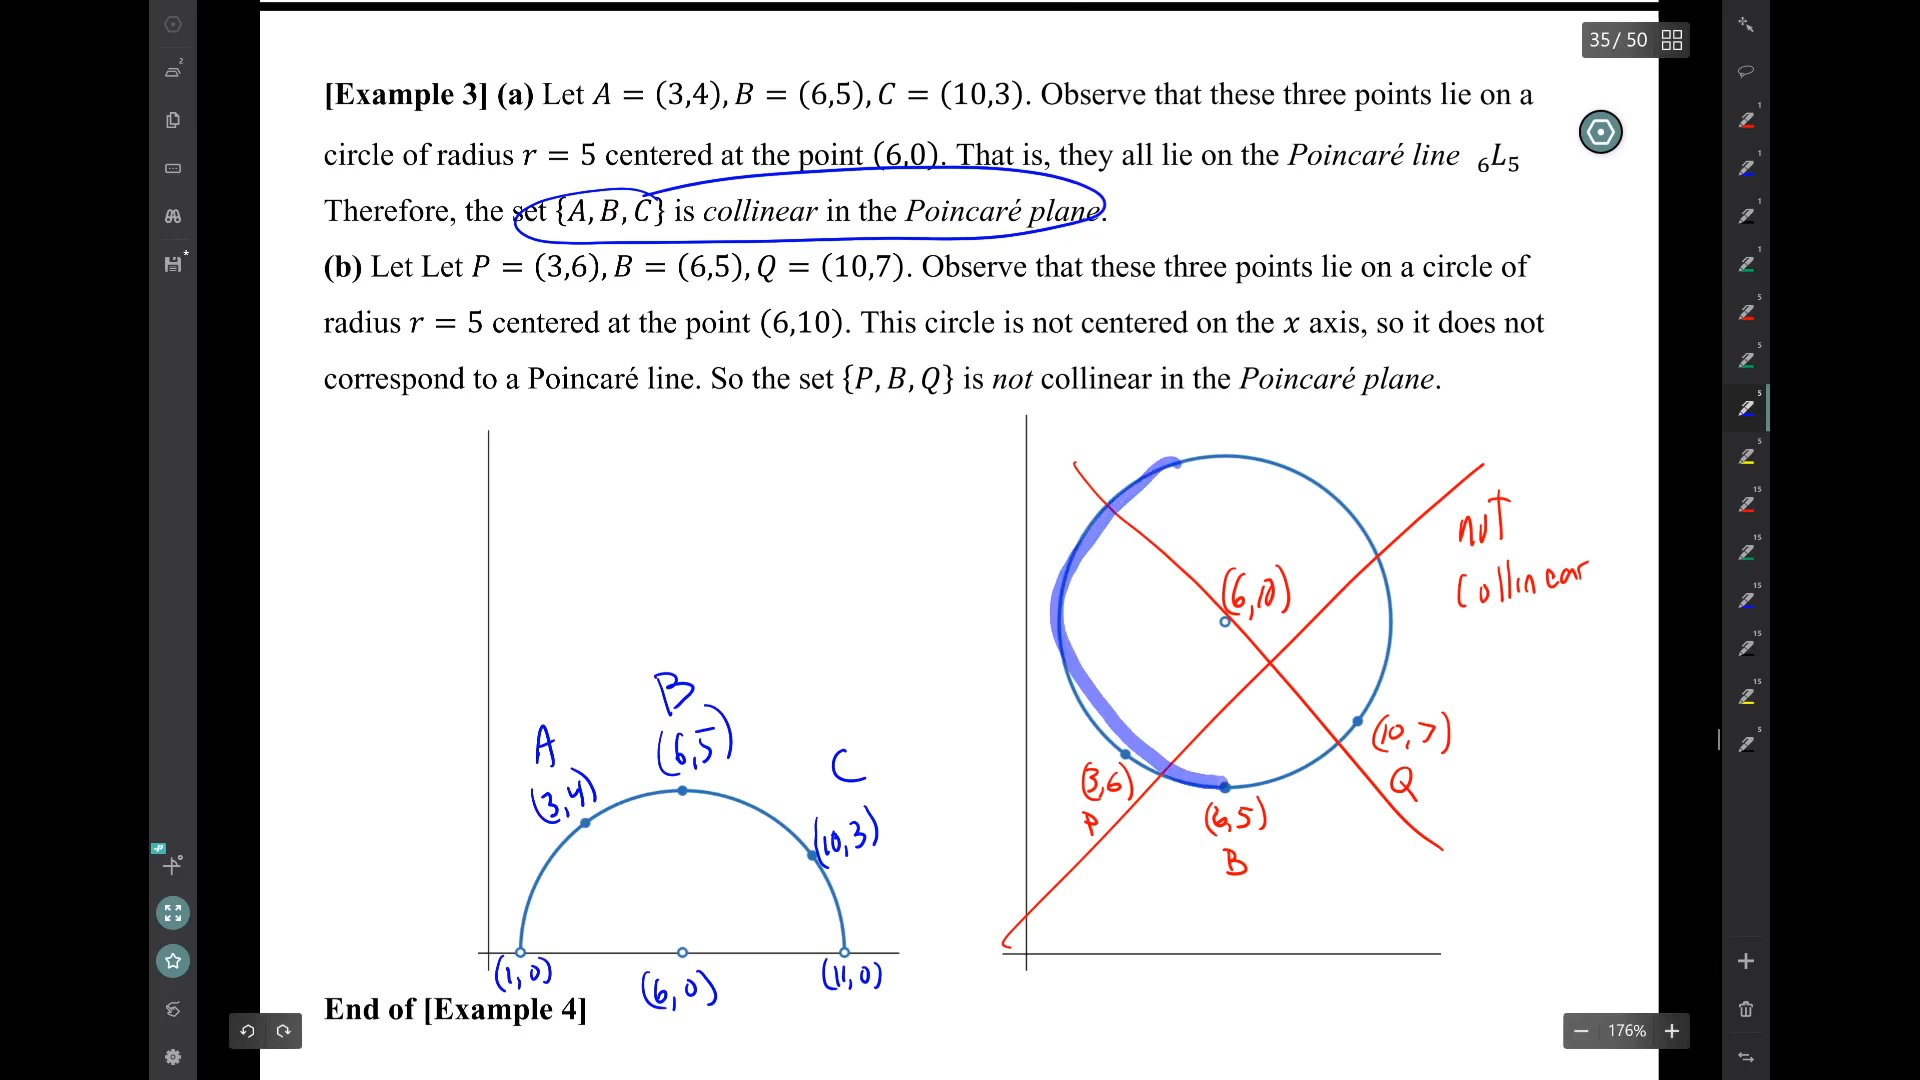 35/ 50
[Example 3] (a) Let A = (3,4), B = (6,5), C = (10,3). Observe that these three points lie on a
circle of radius r = 5 centered at the point (6,0). That is, they all lie on the Poincaré line ₆L₅
Therefore, the set {A, B, C} is collinear in the Poincaré plane.
(b) Let Let P = (3,6), B = (6,5), Q = (10,7). Observe that these three points lie on a circle of
radius r = 5 centered at the point (6,10). This circle is not centered on the x axis, so it does not
correspond to a Poincaré line. So the set {P, B, Q} is not collinear in the Poincaré plane.
B
(6,5)
A
(3,4)
C
(10,3)
(1,0)
(6,0)
(11,0)
not
collinear
(6,10)
(10,7)
Q
(3,6)
P
(6,5)
B
End of [Example 4]
176%